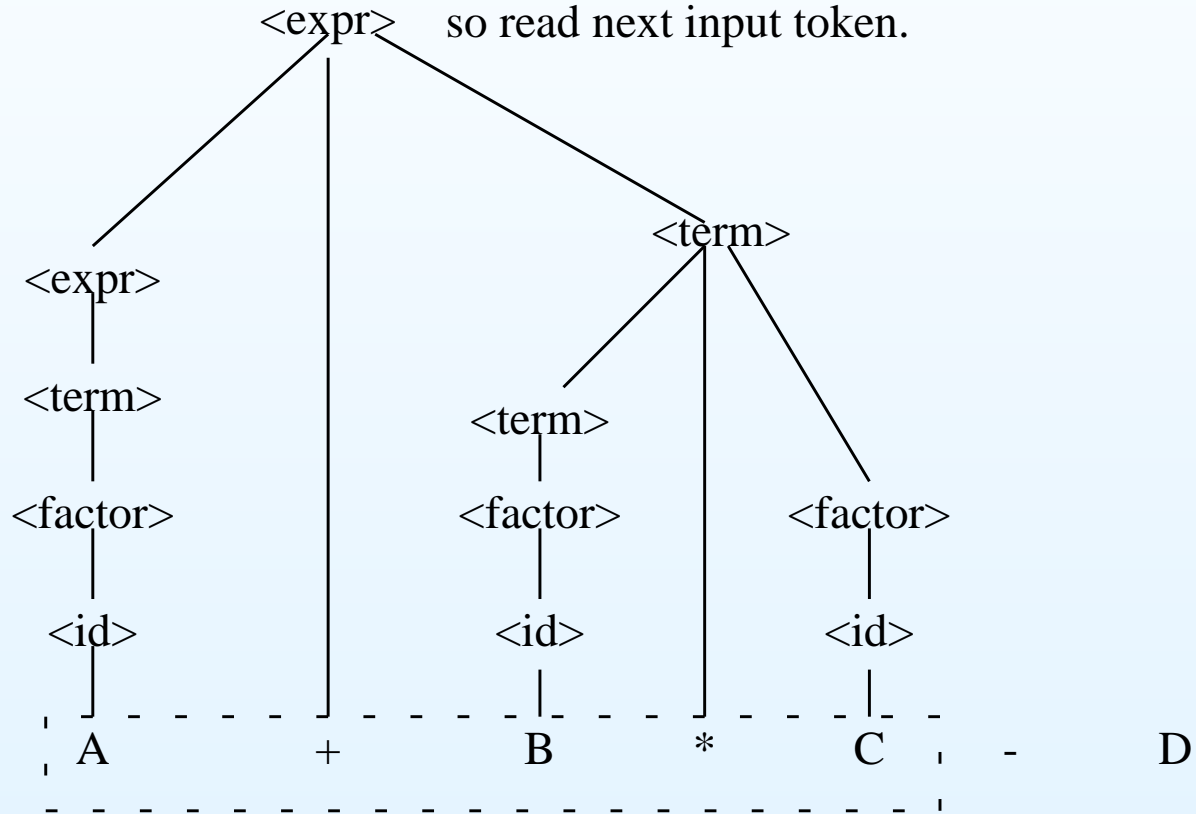 <expr> so read next input token.
<term>
<expr>
<term>
<term>
<factor> <factor> <factor>
<id> <id> <id>
A + B * C - D